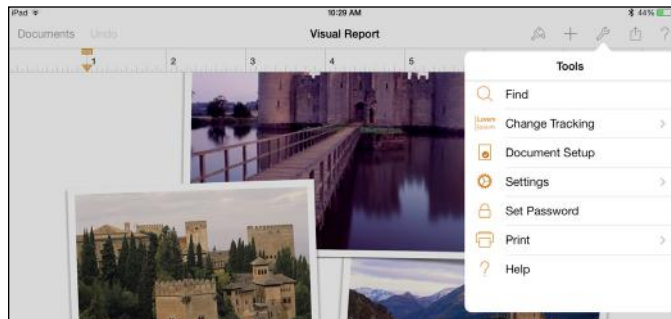 iPad 10:29 AM 44%
Documents Undo Visual Report ?
1 2 3 4 5
Tools
Find
Lorem Change Tracking
Document Setup
Settings
Set Password
Print
? Help